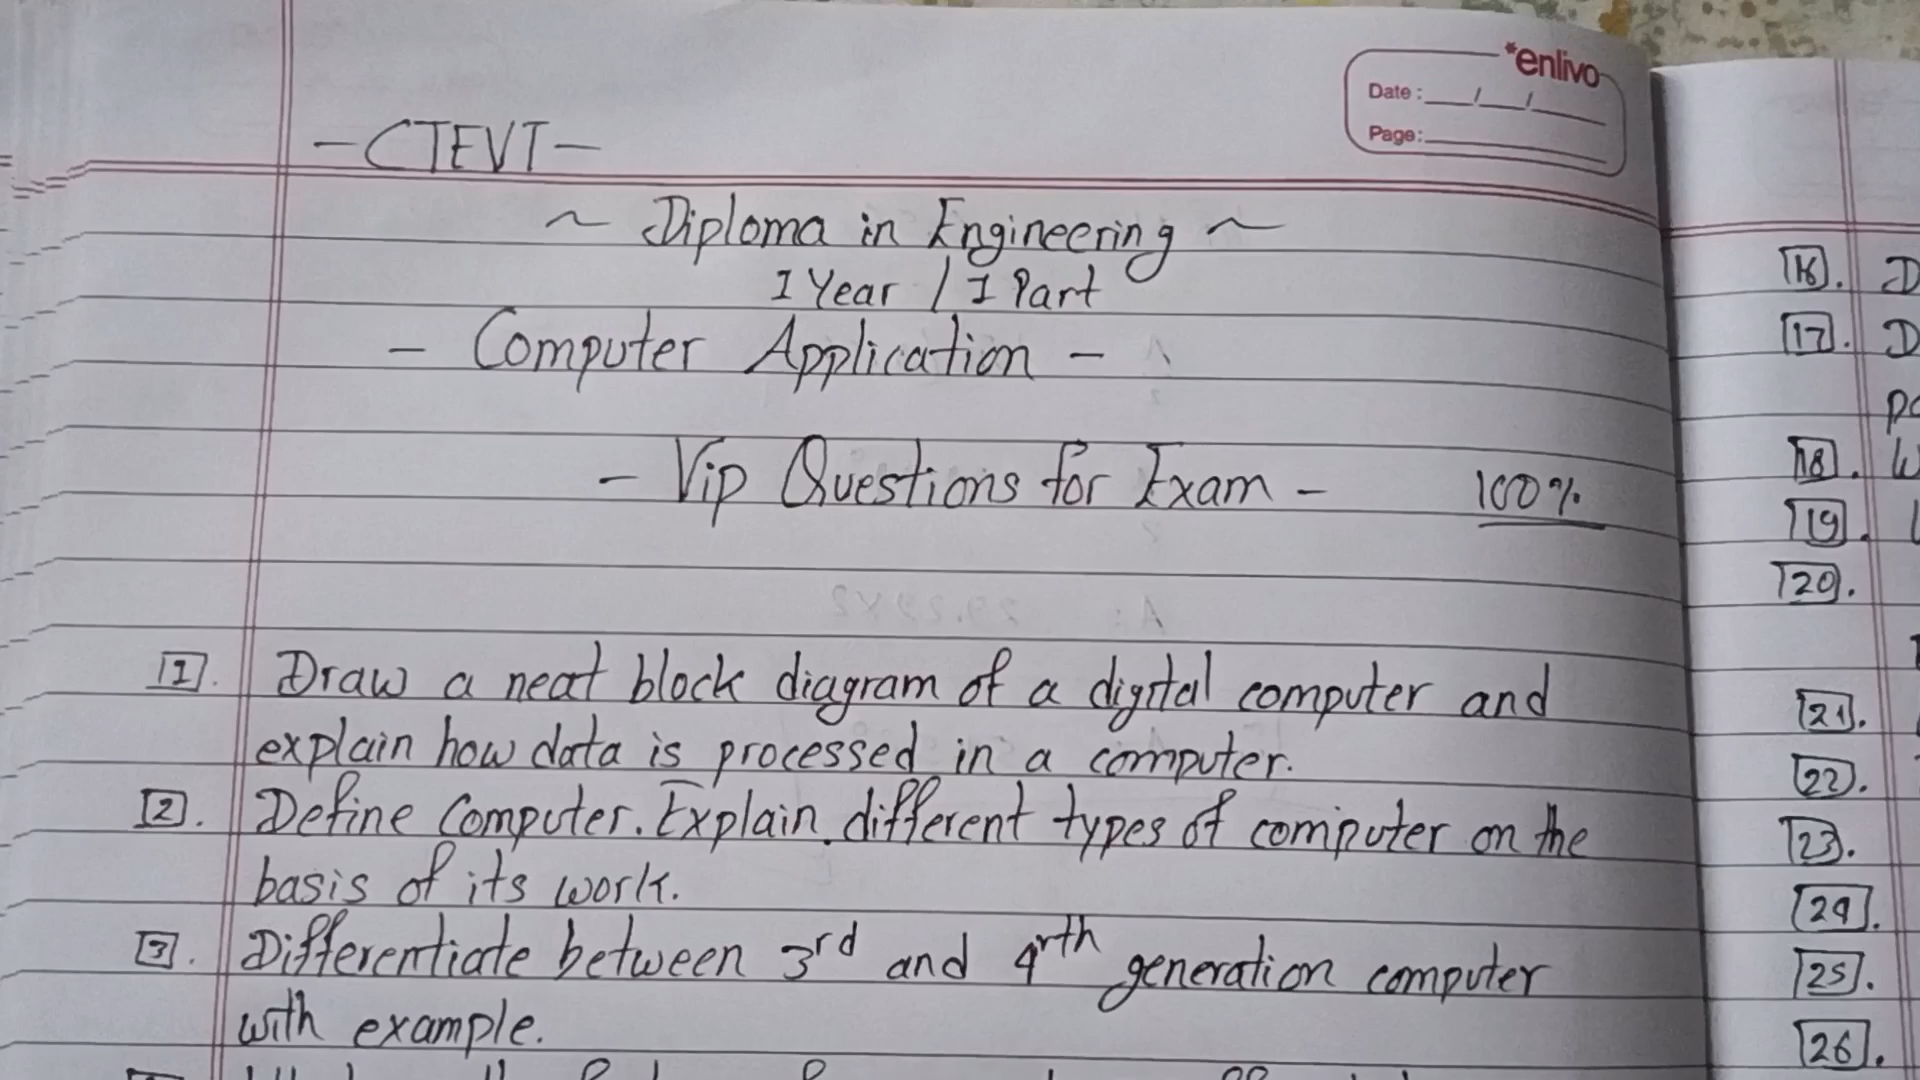 *enlivo
Date : __/__/__
Page:
-CTEVT-
~ Diploma in Engineering ~
I Year / I Part
- Computer Application -
- Vip Questions for Exam - 100%
1. Draw a neat block diagram of a digital computer and
explain how data is processed in a computer.
2. Define Computer. Explain different types of computer on the
basis of its work.
3. Differentiate between 3rd and 4rth generation computer
with example.
16. D
17. D
18. W
19.
20.
21.
22.
23.
24.
25.
26.